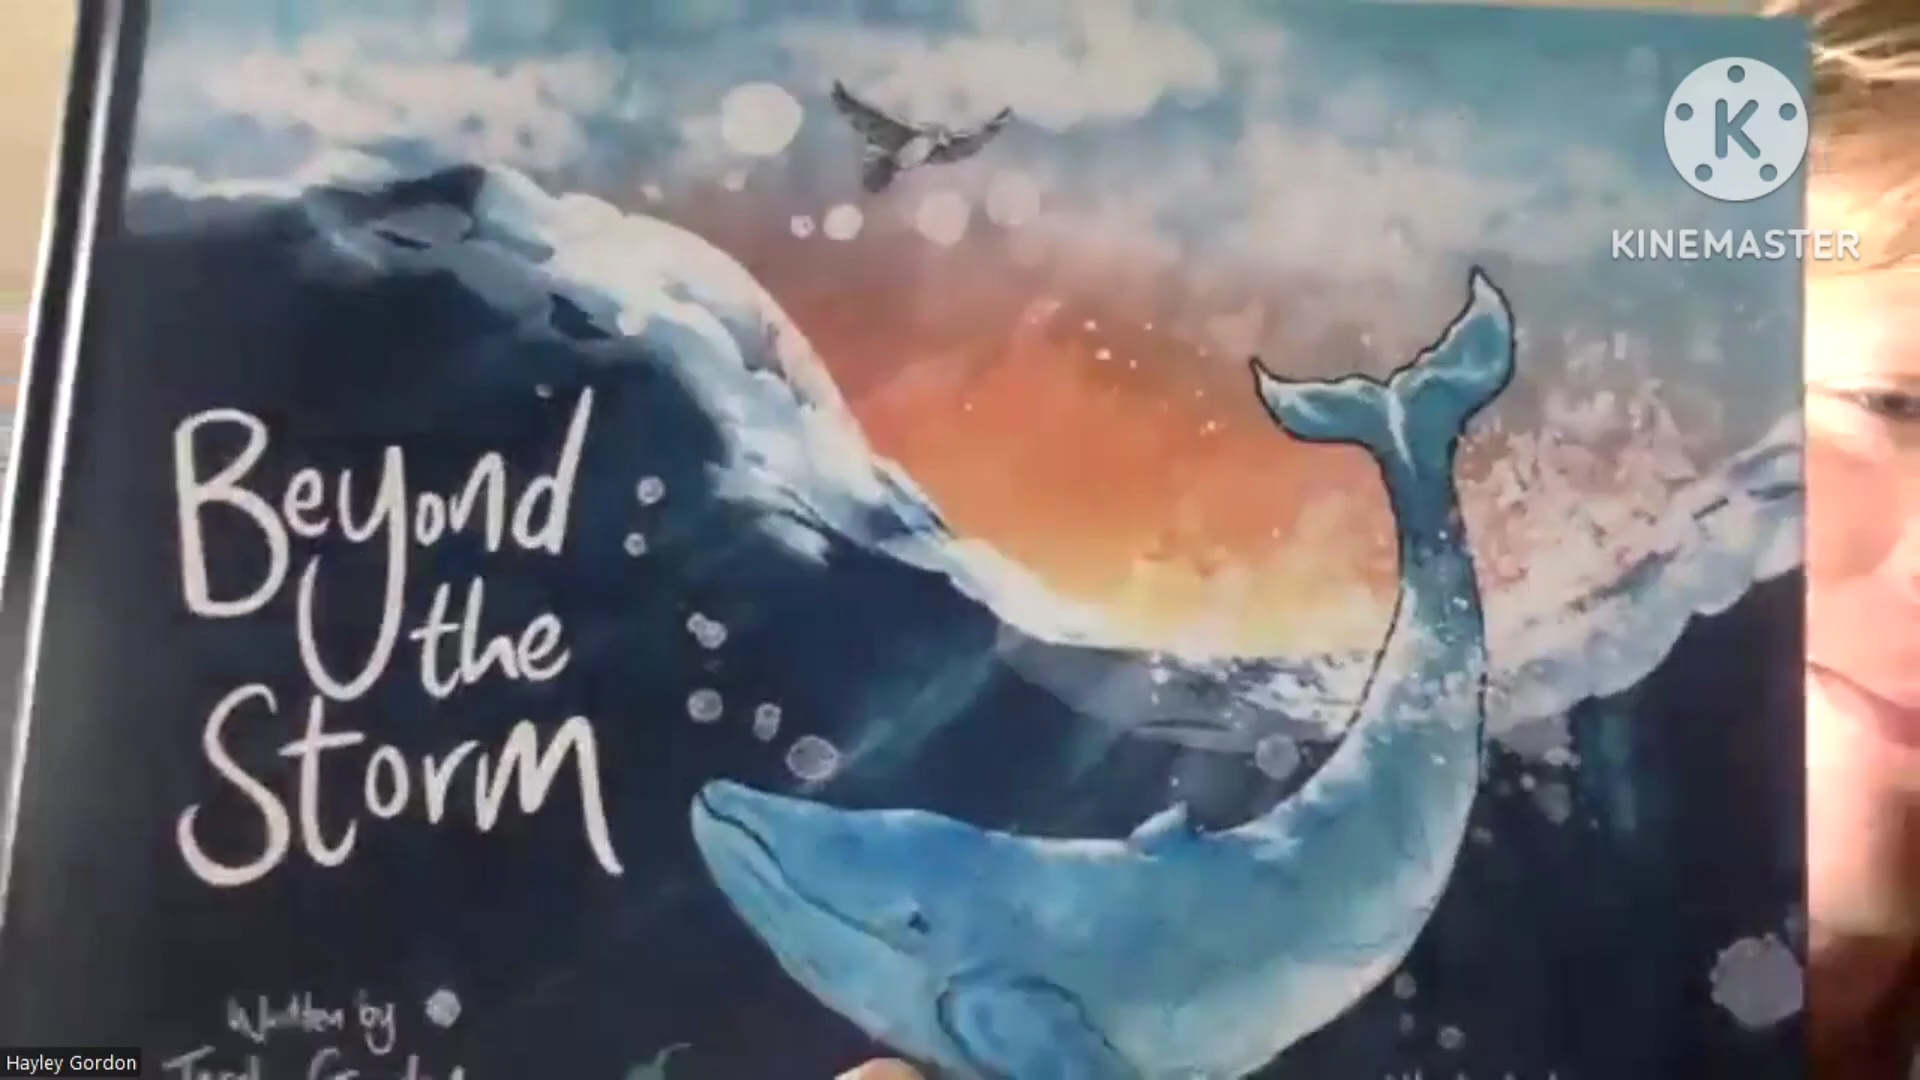 KINEMASTER
Beyond
the
Storm
Written by
Hayley Gordon